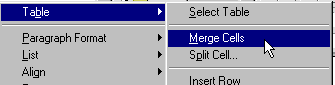 Table
Select Table
Paragraph Format
Merge Cells
List
Split Cell...
Align
Insert Row